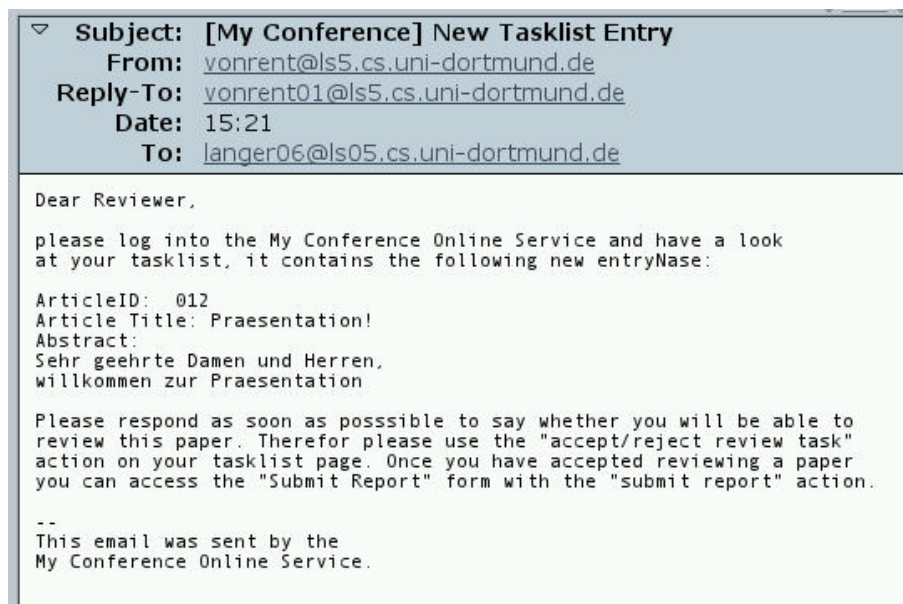 Subject: [My Conference] New Tasklist Entry
From: vonrent@ls5.cs.uni-dortmund.de
Reply-To: vonrent01@ls5.cs.uni-dortmund.de
Date: 15:21
To: langer06@ls05.cs.uni-dortmund.de
Dear Reviewer,
please log into the My Conference Online Service and have a look
at your tasklist, it contains the following new entryNase:
ArticleID:  012
Article Title: Praesentation!
Abstract:
Sehr geehrte Damen und Herren,
willkommen zur Praesentation
Please respond as soon as posssible to say whether you will be able to
review this paper. Therefor please use the "accept/reject review task"
action on your tasklist page. Once you have accepted reviewing a paper
you can access the "Submit Report" form with the "submit report" action.
--
This email was sent by the
My Conference Online Service.